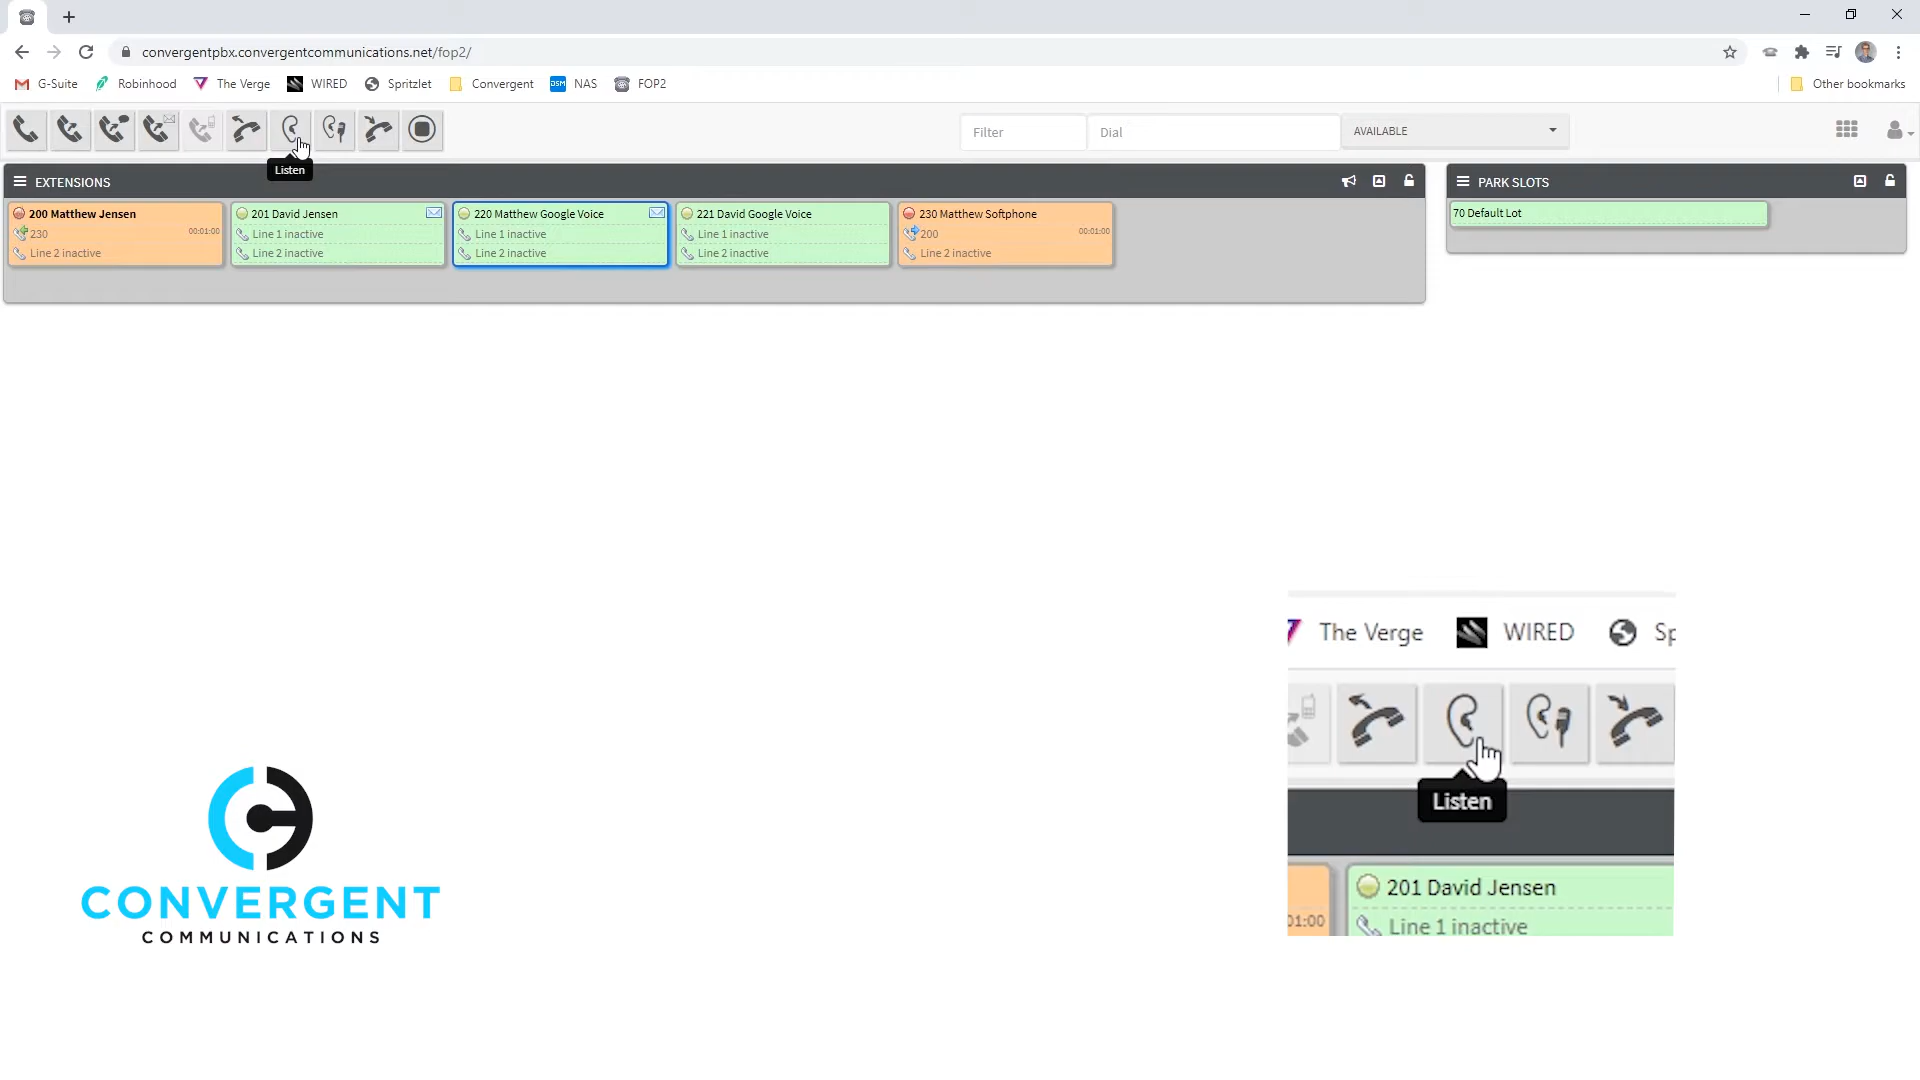 convergentpbx.convergentcommunications.net/fop2/
G-Suite Robinhood The Verge WIRED Spritzlet Convergent DSM NAS FOP2 Other bookmarks
Filter Dial AVAILABLE
Listen
EXTENSIONS
PARK SLOTS
200 Matthew Jensen
230 00:01:00
Line 2 inactive
201 David Jensen
Line 1 inactive
Line 2 inactive
220 Matthew Google Voice
Line 1 inactive
Line 2 inactive
221 David Google Voice
Line 1 inactive
Line 2 inactive
230 Matthew Softphone
200 00:01:00
Line 2 inactive
70 Default Lot
The Verge WIRED Sp
Listen
201 David Jensen
01:00 Line 1 inactive
CONVERGENT
COMMUNICATIONS